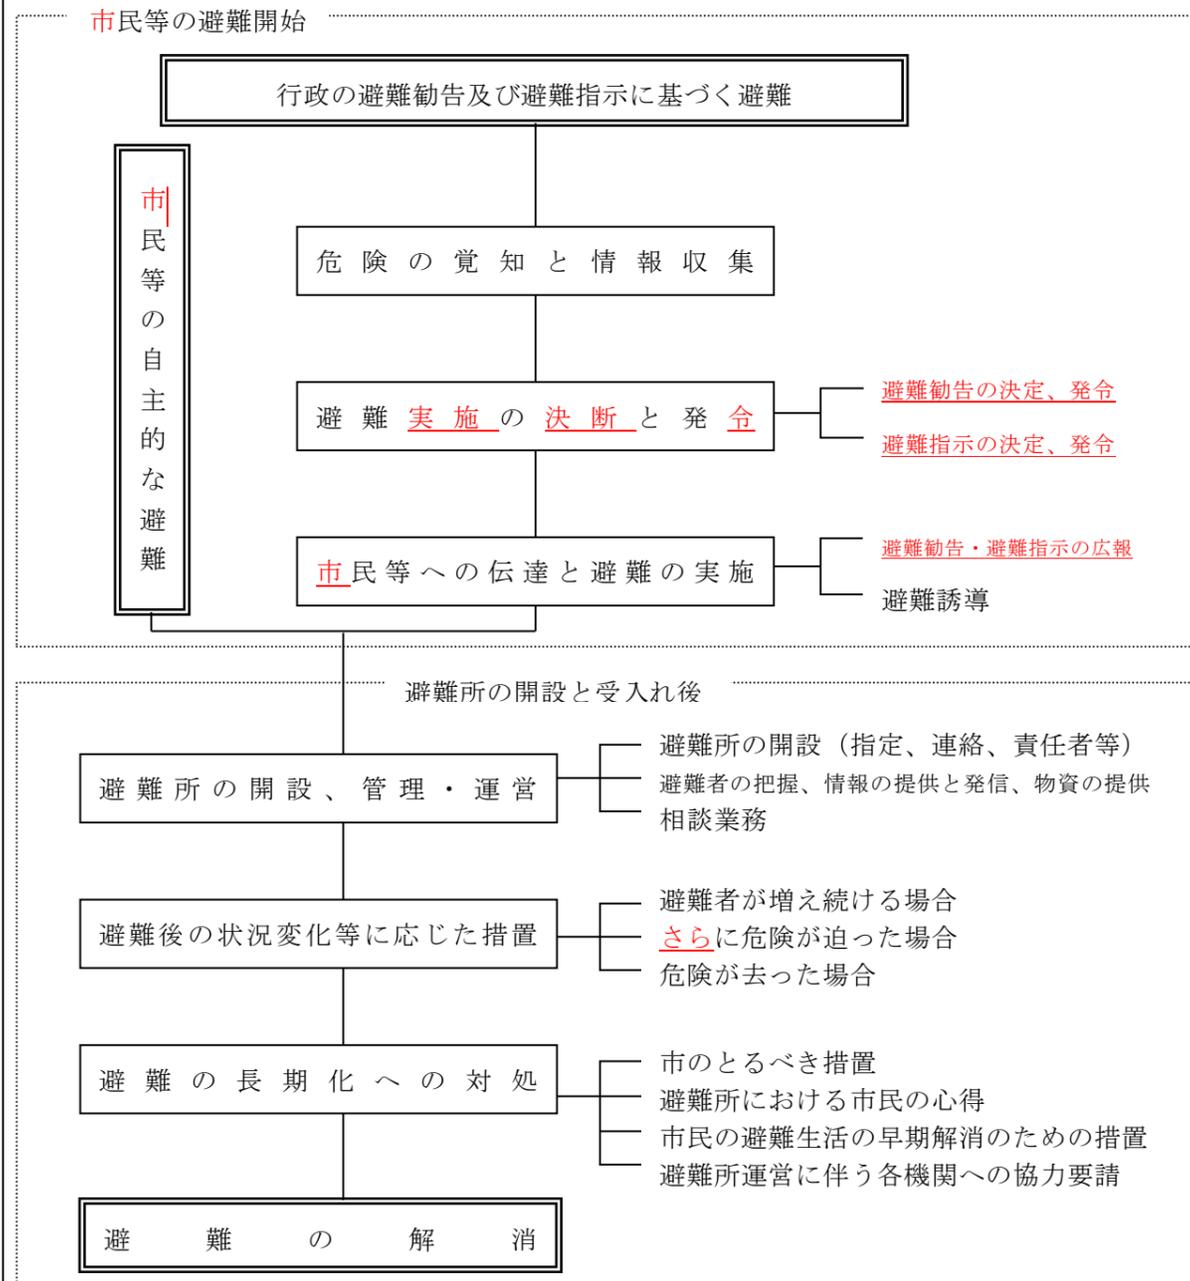 市民等の避難開始
行政の避難勧告及び避難指示に基づく避難
市民等の自主的な避難
危険の覚知と情報収集
避難実施の決断と発令
避難勧告の決定、発令
避難指示の決定、発令
市民等への伝達と避難の実施
避難勧告・避難指示の広報
避難誘導
避難所の開設と受入れ後
避難所の開設、管理・運営
避難所の開設（指定、連絡、責任者等）
避難者の把握、情報の提供と発信、物資の提供
相談業務
避難後の状況変化等に応じた措置
避難者が増え続ける場合
さらに危険が迫った場合
危険が去った場合
避難の長期化への対処
市のとるべき措置
避難所における市民の心得
市民の避難生活の早期解消のための措置
避難所運営に伴う各機関への協力要請
避難の解消